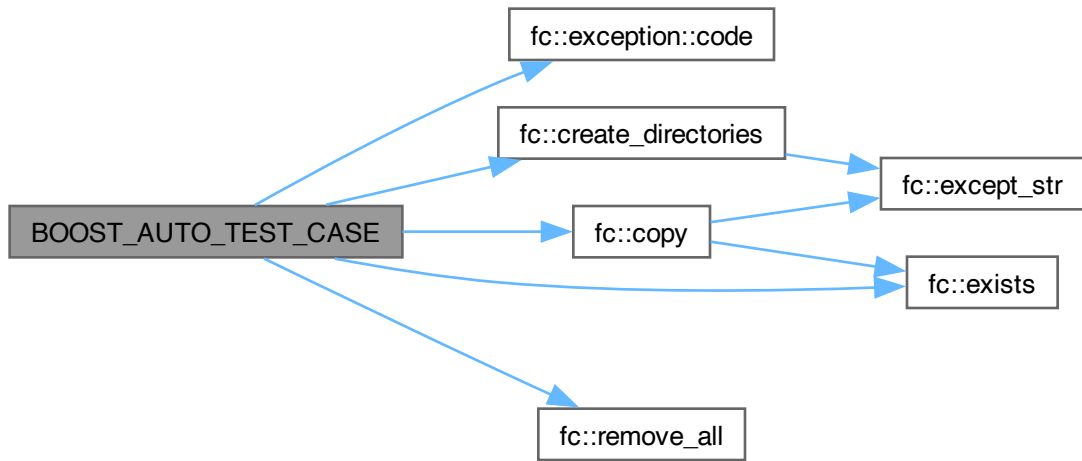 fc::exception::code
fc::create_directories
fc::except_str
BOOST_AUTO_TEST_CASE
fc::copy
fc::exists
fc::remove_all